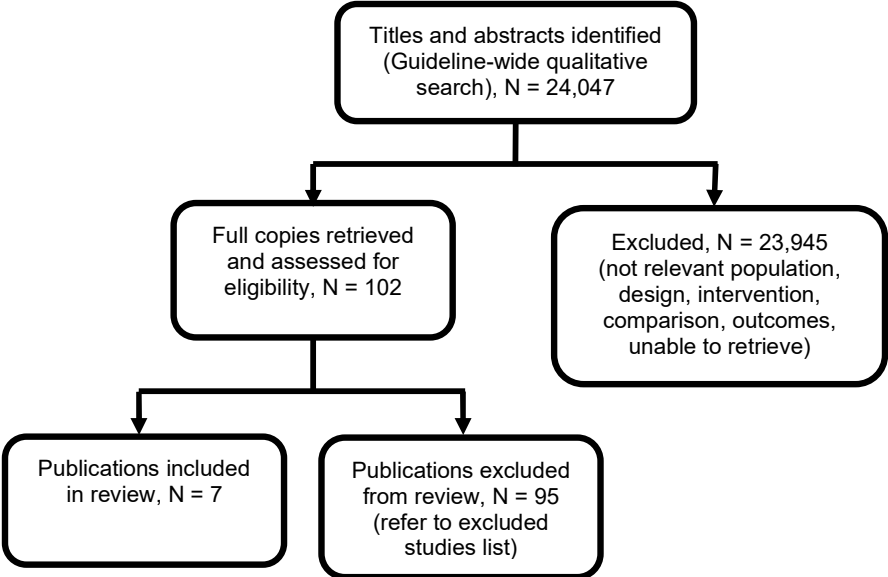 Titles and abstracts identified
(Guideline-wide qualitative
search), N = 24,047
Full copies retrieved
and assessed for
eligibility, N = 102
Excluded, N = 23,945
(not relevant population,
design, intervention,
comparison, outcomes,
unable to retrieve)
Publications included
in review, N = 7
Publications excluded
from review, N = 95
(refer to excluded
studies list)